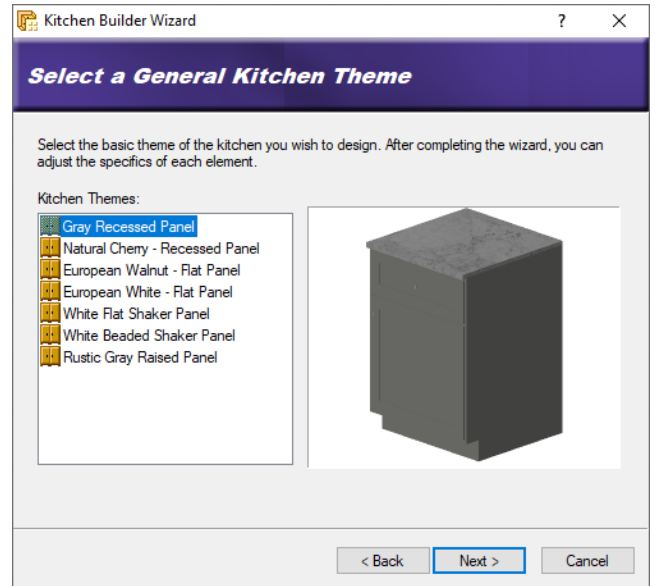 Kitchen Builder Wizard
?
Select a General Kitchen Theme
Select the basic theme of the kitchen you wish to design. After completing the wizard, you can
adjust the specifics of each element.
Kitchen Themes:
Gray Recessed Panel
Natural Cherry - Recessed Panel
European Walnut - Flat Panel
European White - Flat Panel
White Flat Shaker Panel
White Beaded Shaker Panel
Rustic Gray Raised Panel
< Back
Next >
Cancel